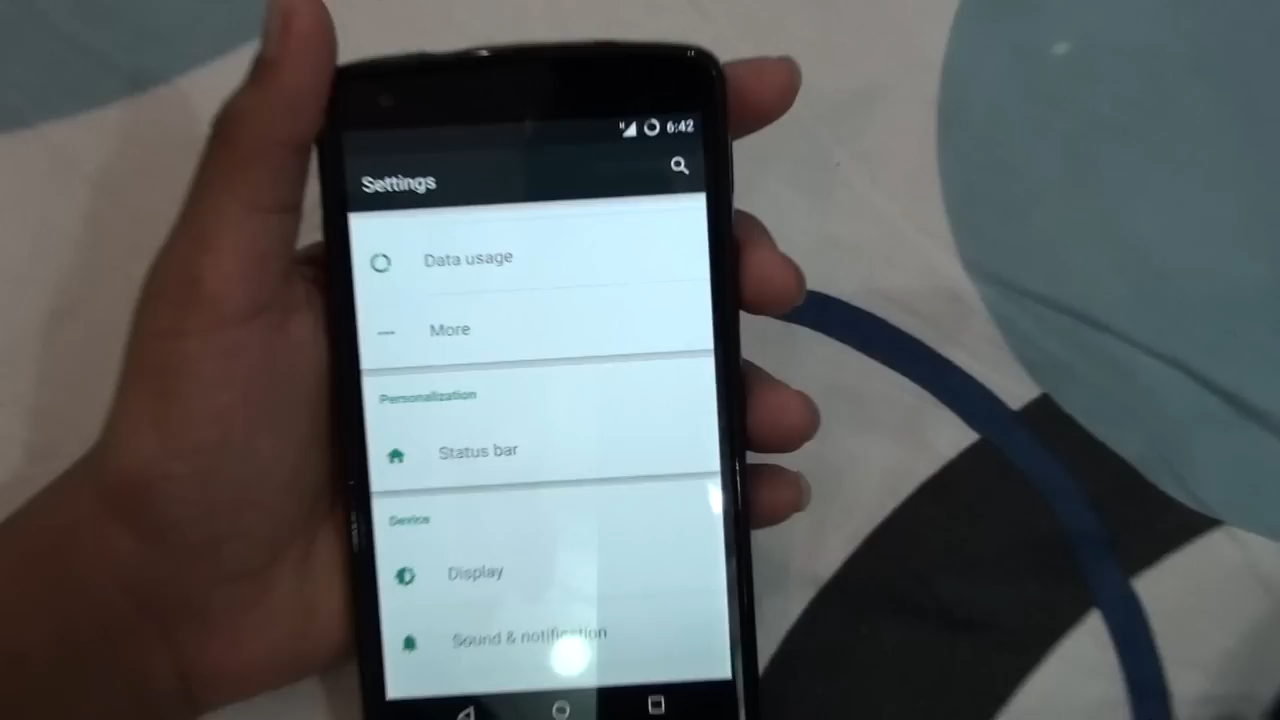 H 6:42
Settings
Data usage
More
Personalization
Status bar
Device
Display
Sound & notification